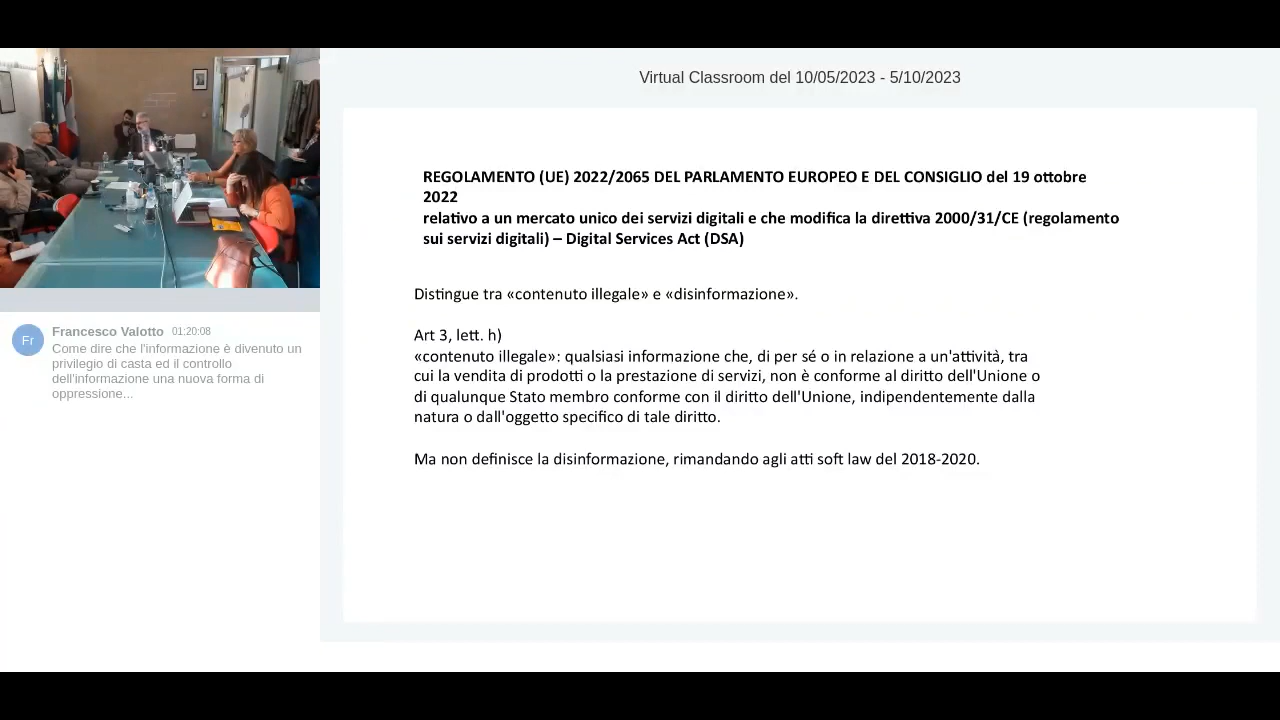 Virtual Classroom del 10/05/2023 - 5/10/2023
REGOLAMENTO (UE) 2022/2065 DEL PARLAMENTO EUROPEO E DEL CONSIGLIO del 19 ottobre
2022
relativo a un mercato unico dei servizi digitali e che modifica la direttiva 2000/31/CE (regolamento
sui servizi digitali) – Digital Services Act (DSA)
Distingue tra «contenuto illegale» e «disinformazione».
Art 3, lett. h)
«contenuto illegale»: qualsiasi informazione che, di per sé o in relazione a un'attività, tra
cui la vendita di prodotti o la prestazione di servizi, non è conforme al diritto dell'Unione o
di qualunque Stato membro conforme con il diritto dell'Unione, indipendentemente dalla
natura o dall'oggetto specifico di tale diritto.
Ma non definisce la disinformazione, rimandando agli atti soft law del 2018-2020.
Fr
Francesco Valotto 01:20:08
Come dire che l'informazione è divenuto un
privilegio di casta ed il controllo
dell'informazione una nuova forma di
oppressione...